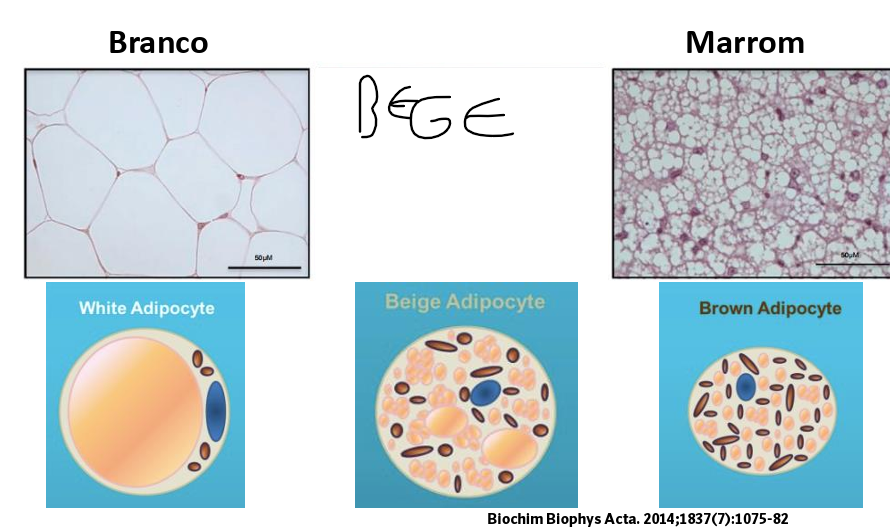 Branco
BEGE
Marrom
50µM
50µM
White Adipocyte
Beige Adipocyte
Brown Adipocyte
Biochim Biophys Acta. 2014;1837(7):1075-82